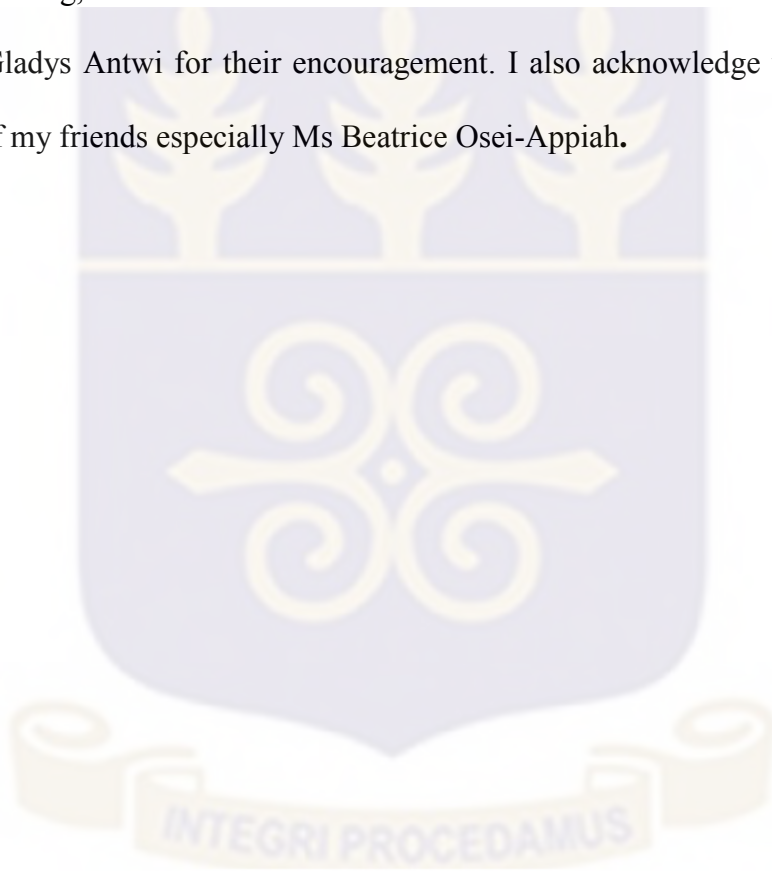 Gladys Antwi for their encouragement. I also acknowledge
my friends especially Ms Beatrice Osei-Appiah.
INTEGRI PROCEDAMUS